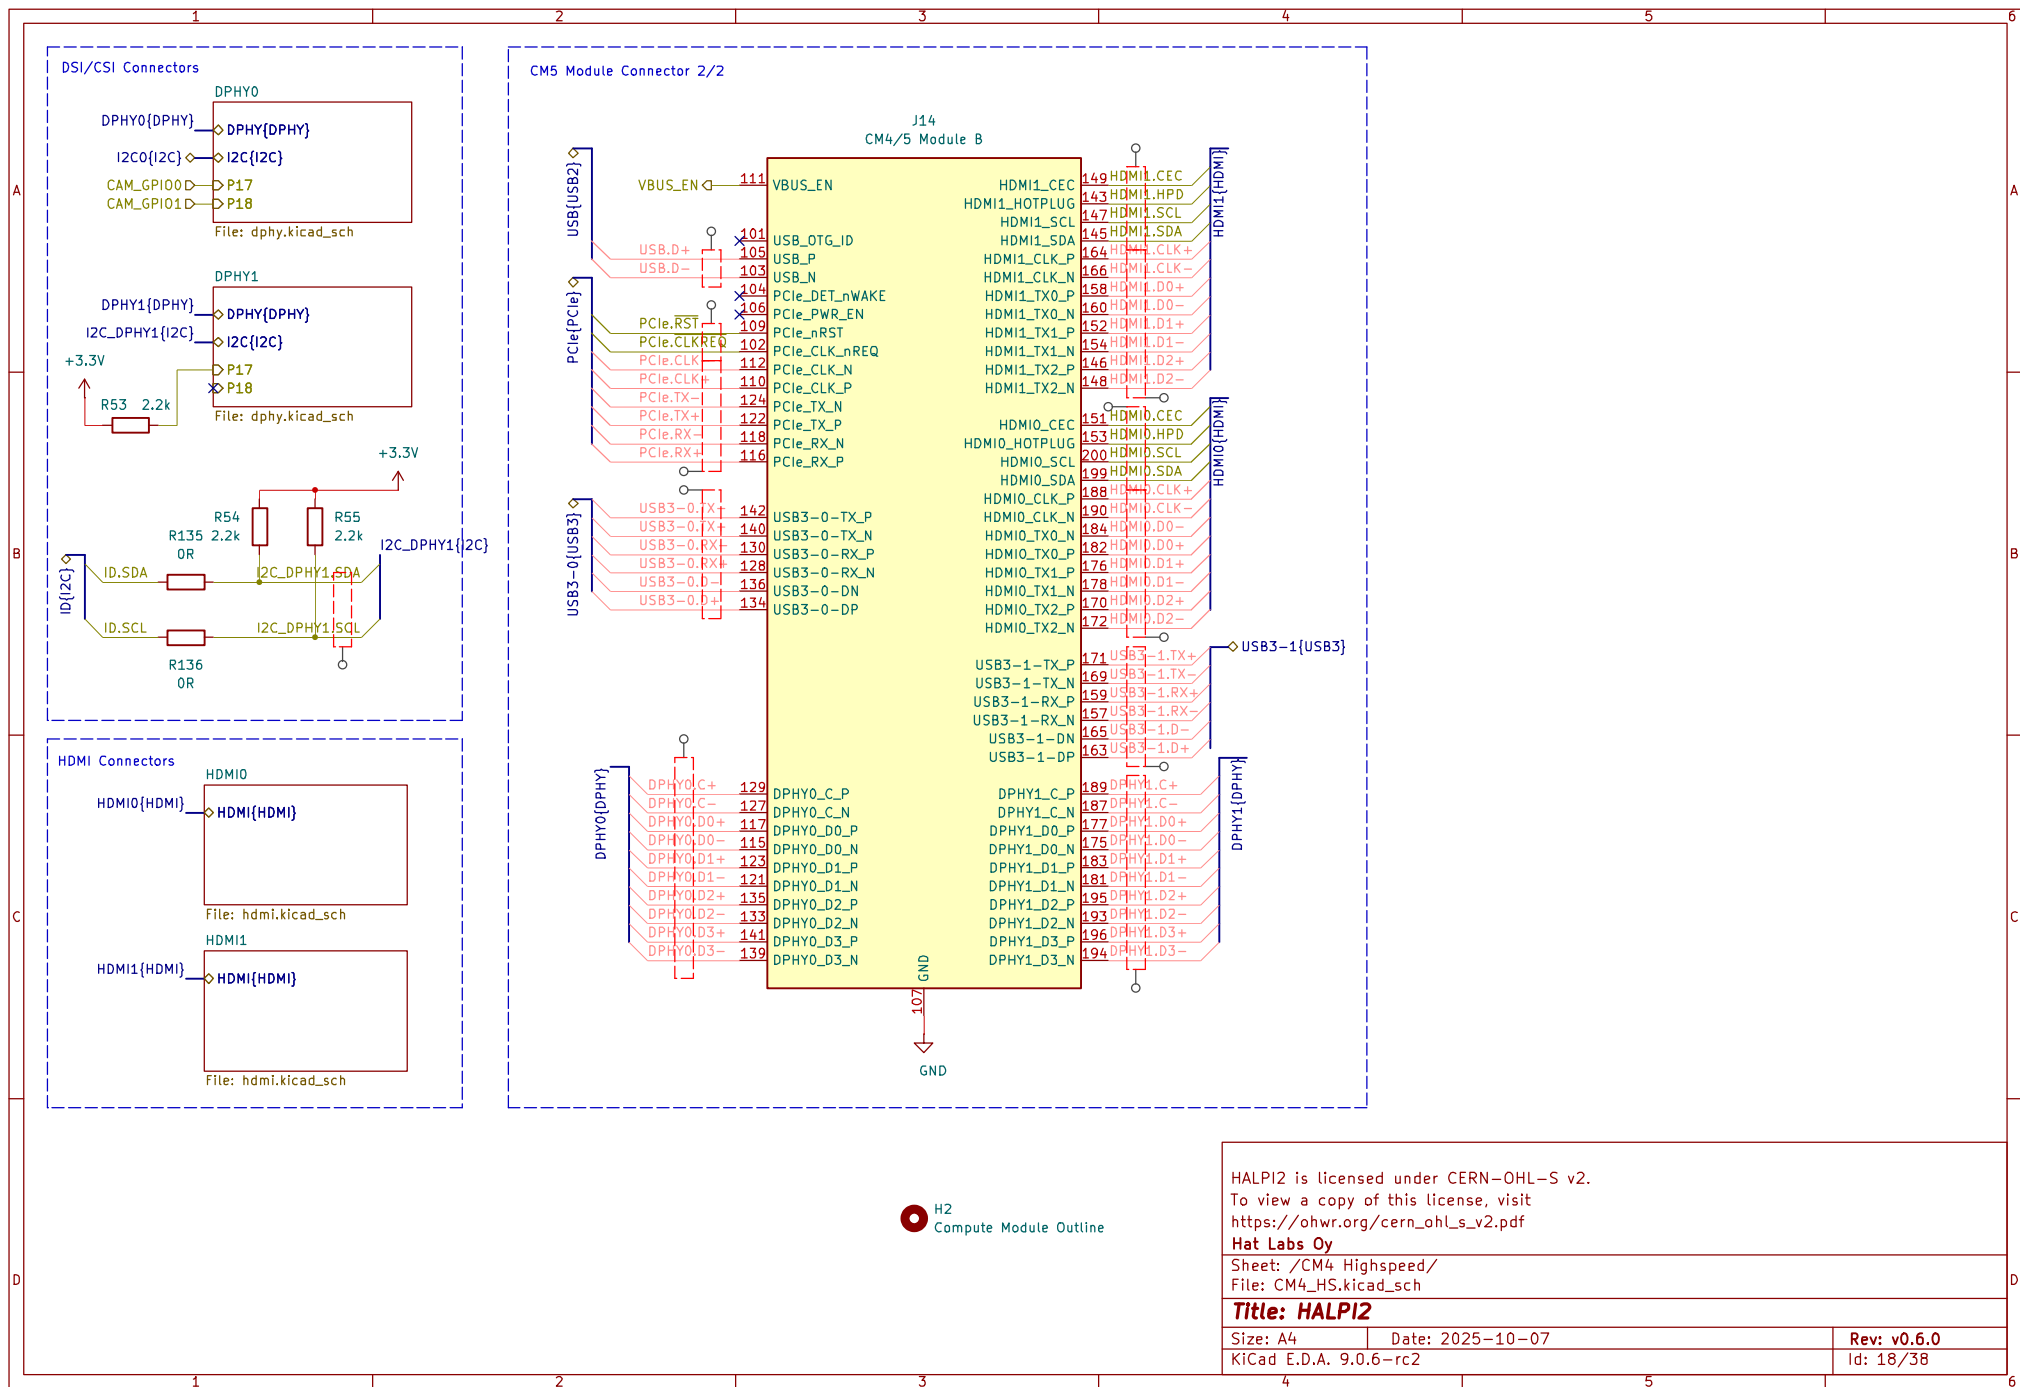 1 2 3 4 5 6
A
B
C
D
DSI/CSI Connectors
DPHY0
DPHY0{DPHY}
DPHY{DPHY}
I2C0{I2C}
I2C{I2C}
CAM_GPIO0
P17
CAM_GPIO1
P18
File: dphy.kicad_sch
DPHY1
DPHY1{DPHY}
DPHY{DPHY}
I2C_DPHY1{I2C}
I2C{I2C}
P17
P18
File: dphy.kicad_sch
+3.3V
R53 2.2k
+3.3V
R54
2.2k
R55
2.2k
R135
0R
I2C_DPHY1{I2C}
ID{I2C}
ID.SDA
I2C_DPHY1.SDA
ID.SCL
I2C_DPHY1.SCL
R136
0R
HDMI Connectors
HDMI0
HDMI0{HDMI}
HDMI{HDMI}
File: hdmi.kicad_sch
HDMI1
HDMI1{HDMI}
HDMI{HDMI}
File: hdmi.kicad_sch
CM5 Module Connector 2/2
J14
CM4/5 Module B
USB{USB2}
VBUS_EN 111 VBUS_EN
101 USB_OTG_ID
USB.D+ 105 USB_P
USB.D- 103 USB_N
PCIe{PCIe}
104 PCIe_DET_nWAKE
106 PCIe_PWR_EN
PCIe.RST 109 PCIe_nRST
PCIe.CLKREQ 102 PCIe_CLK_nREQ
PCIe.CLK- 112 PCIe_CLK_N
PCIe.CLK+ 110 PCIe_CLK_P
PCIe.TX- 124 PCIe_TX_N
PCIe.TX+ 122 PCIe_TX_P
PCIe.RX- 118 PCIe_RX_N
PCIe.RX+ 116 PCIe_RX_P
USB3-0{USB3}
USB3-0.TX+ 142 USB3-0-TX_P
USB3-0.TX+ 140 USB3-0-TX_N
USB3-0.RX+ 130 USB3-0-RX_P
USB3-0.RX+ 128 USB3-0-RX_N
USB3-0.D- 136 USB3-0-DN
USB3-0.D+ 134 USB3-0-DP
DPHY0{DPHY}
DPHY0.C+ 129 DPHY0_C_P
DPHY0.C- 127 DPHY0_C_N
DPHY0.D0+ 117 DPHY0_D0_P
DPHY0.D0- 115 DPHY0_D0_N
DPHY0.D1+ 123 DPHY0_D1_P
DPHY0.D1- 121 DPHY0_D1_N
DPHY0.D2+ 135 DPHY0_D2_P
DPHY0.D2- 133 DPHY0_D2_N
DPHY0.D3+ 141 DPHY0_D3_P
DPHY0.D3- 139 DPHY0_D3_N
HDMI1_CEC 149 HDMI1.CEC
HDMI1_HOTPLUG 143 HDMI1.HPD
HDMI1_SCL 147 HDMI1.SCL
HDMI1_SDA 145 HDMI1.SDA
HDMI1_CLK_P 164 HDMI1.CLK+
HDMI1_CLK_N 166 HDMI1.CLK-
HDMI1_TX0_P 158 HDMI1.D0+
HDMI1_TX0_N 160 HDMI1.D0-
HDMI1_TX1_P 152 HDMI1.D1+
HDMI1_TX1_N 154 HDMI1.D1-
HDMI1_TX2_P 146 HDMI1.D2+
HDMI1_TX2_N 148 HDMI1.D2-
HDMI1{HDMI}
HDMI0_CEC 151 HDMI0.CEC
HDMI0_HOTPLUG 153 HDMI0.HPD
HDMI0_SCL 200 HDMI0.SCL
HDMI0_SDA 199 HDMI0.SDA
HDMI0_CLK_P 188 HDMI0.CLK+
HDMI0_CLK_N 190 HDMI0.CLK-
HDMI0_TX0_N 184 HDMI0.D0-
HDMI0_TX0_P 182 HDMI0.D0+
HDMI0_TX1_P 176 HDMI0.D1+
HDMI0_TX1_N 178 HDMI0.D1-
HDMI0_TX2_P 170 HDMI0.D2+
HDMI0_TX2_N 172 HDMI0.D2-
HDMI0{HDMI}
USB3-1{USB3}
USB3-1-TX_P 171 USB3-1.TX+
USB3-1-TX_N 169 USB3-1.TX-
USB3-1-RX_P 159 USB3-1.RX+
USB3-1-RX_N 157 USB3-1.RX-
USB3-1-DN 165 USB3-1.D-
USB3-1-DP 163 USB3-1.D+
DPHY1_C_P 189 DPHY1.C+
DPHY1_C_N 187 DPHY1.C-
DPHY1_D0_P 177 DPHY1.D0+
DPHY1_D0_N 175 DPHY1.D0-
DPHY1_D1_P 183 DPHY1.D1+
DPHY1_D1_N 181 DPHY1.D1-
DPHY1_D2_P 195 DPHY1.D2+
DPHY1_D2_N 193 DPHY1.D2-
DPHY1_D3_P 196 DPHY1.D3+
DPHY1_D3_N 194 DPHY1.D3-
DPHY1{DPHY}
GND
107
GND
H2
Compute Module Outline
HALPI2 is licensed under CERN-OHL-S v2.
To view a copy of this license, visit
https://ohwr.org/cern_ohl_s_v2.pdf
Hat Labs Oy
Sheet: /CM4 Highspeed/
File: CM4_HS.kicad_sch
Title: HALPI2
Size: A4 Date: 2025-10-07 Rev: v0.6.0
KiCad E.D.A. 9.0.6-rc2 Id: 18/38
A
B
C
D
1 2 3 4 5 6